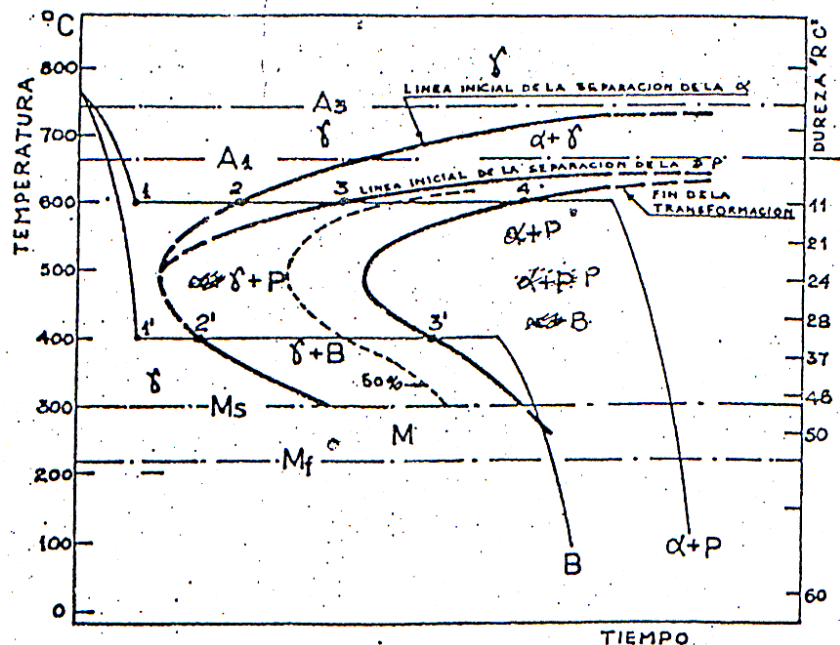 ºC
TEMPERATURA
800
700
600
500
400
300
200
100
0
DUREZA "RC"
11
21
24
28
37
48
50
60
γ
LINEA INICIAL DE LA SEPARACION DE LA α
A3
γ
α+γ
A1
LINEA INICIAL DE LA SEPARACION DE LA P
1
2
3
4
FIN DE LA
TRANSFORMACION
α+P
γ+P
α+P P
B
1'
2'
3'
γ+B
γ
50%
Ms
M
Mf
B
α+P
TIEMPO